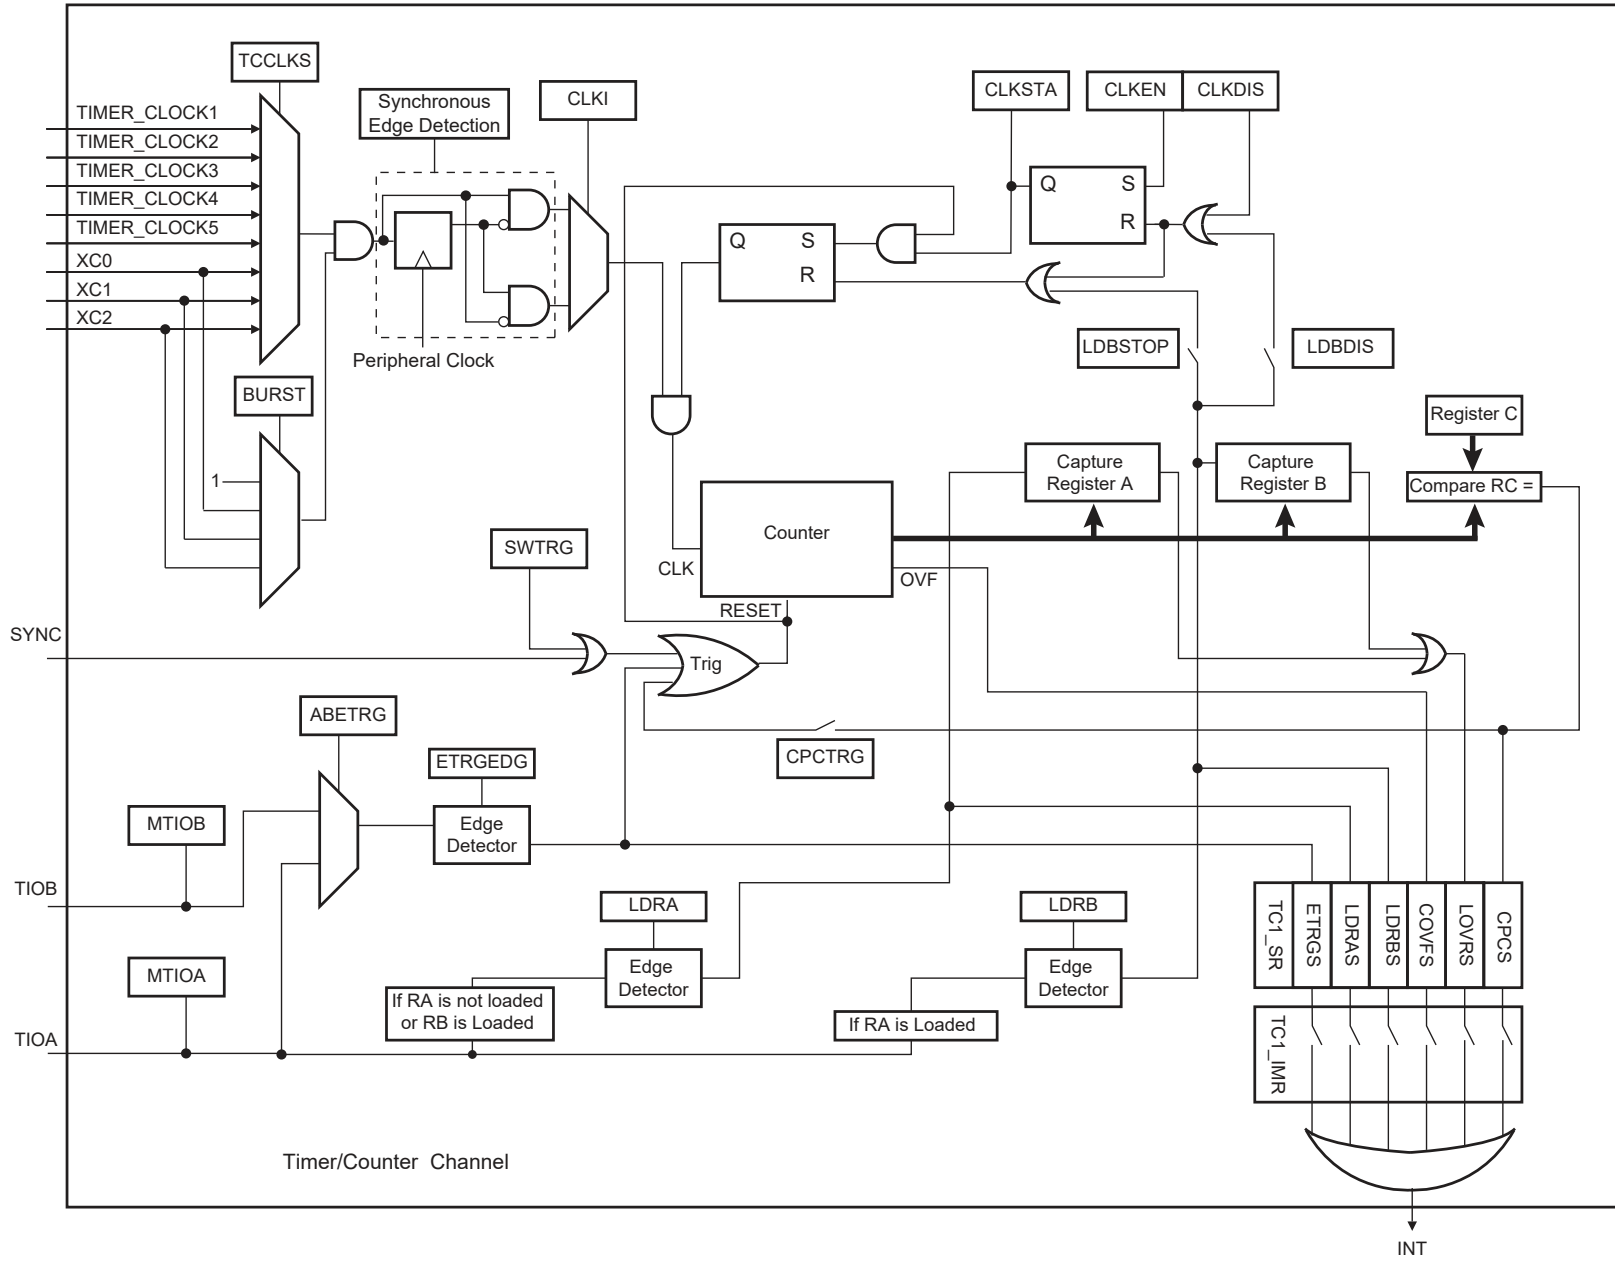 TCCLKS
TIMER_CLOCK1
TIMER_CLOCK2
TIMER_CLOCK3
TIMER_CLOCK4
TIMER_CLOCK5
XC0
XC1
XC2
Synchronous
Edge Detection
CLKI
Peripheral Clock
BURST
1
CLKSTA
CLKEN
CLKDIS
Q
S
R
Q
S
R
LDBSTOP
LDBDIS
Register C
Capture
Register A
Capture
Register B
Compare RC =
Counter
SWTRG
CLK
OVF
RESET
SYNC
Trig
ABETRG
ETRGEDG
CPCTRG
MTIOB
Edge
Detector
TIOB
LDRA
LDRB
MTIOA
Edge
Detector
Edge
Detector
If RA is not loaded
or RB is Loaded
If RA is Loaded
TIOA
TC1_SR
ETRGS
LDRAS
LDRBS
COVFS
LOVRS
CPCS
TC1_IMR
Timer/Counter Channel
INT